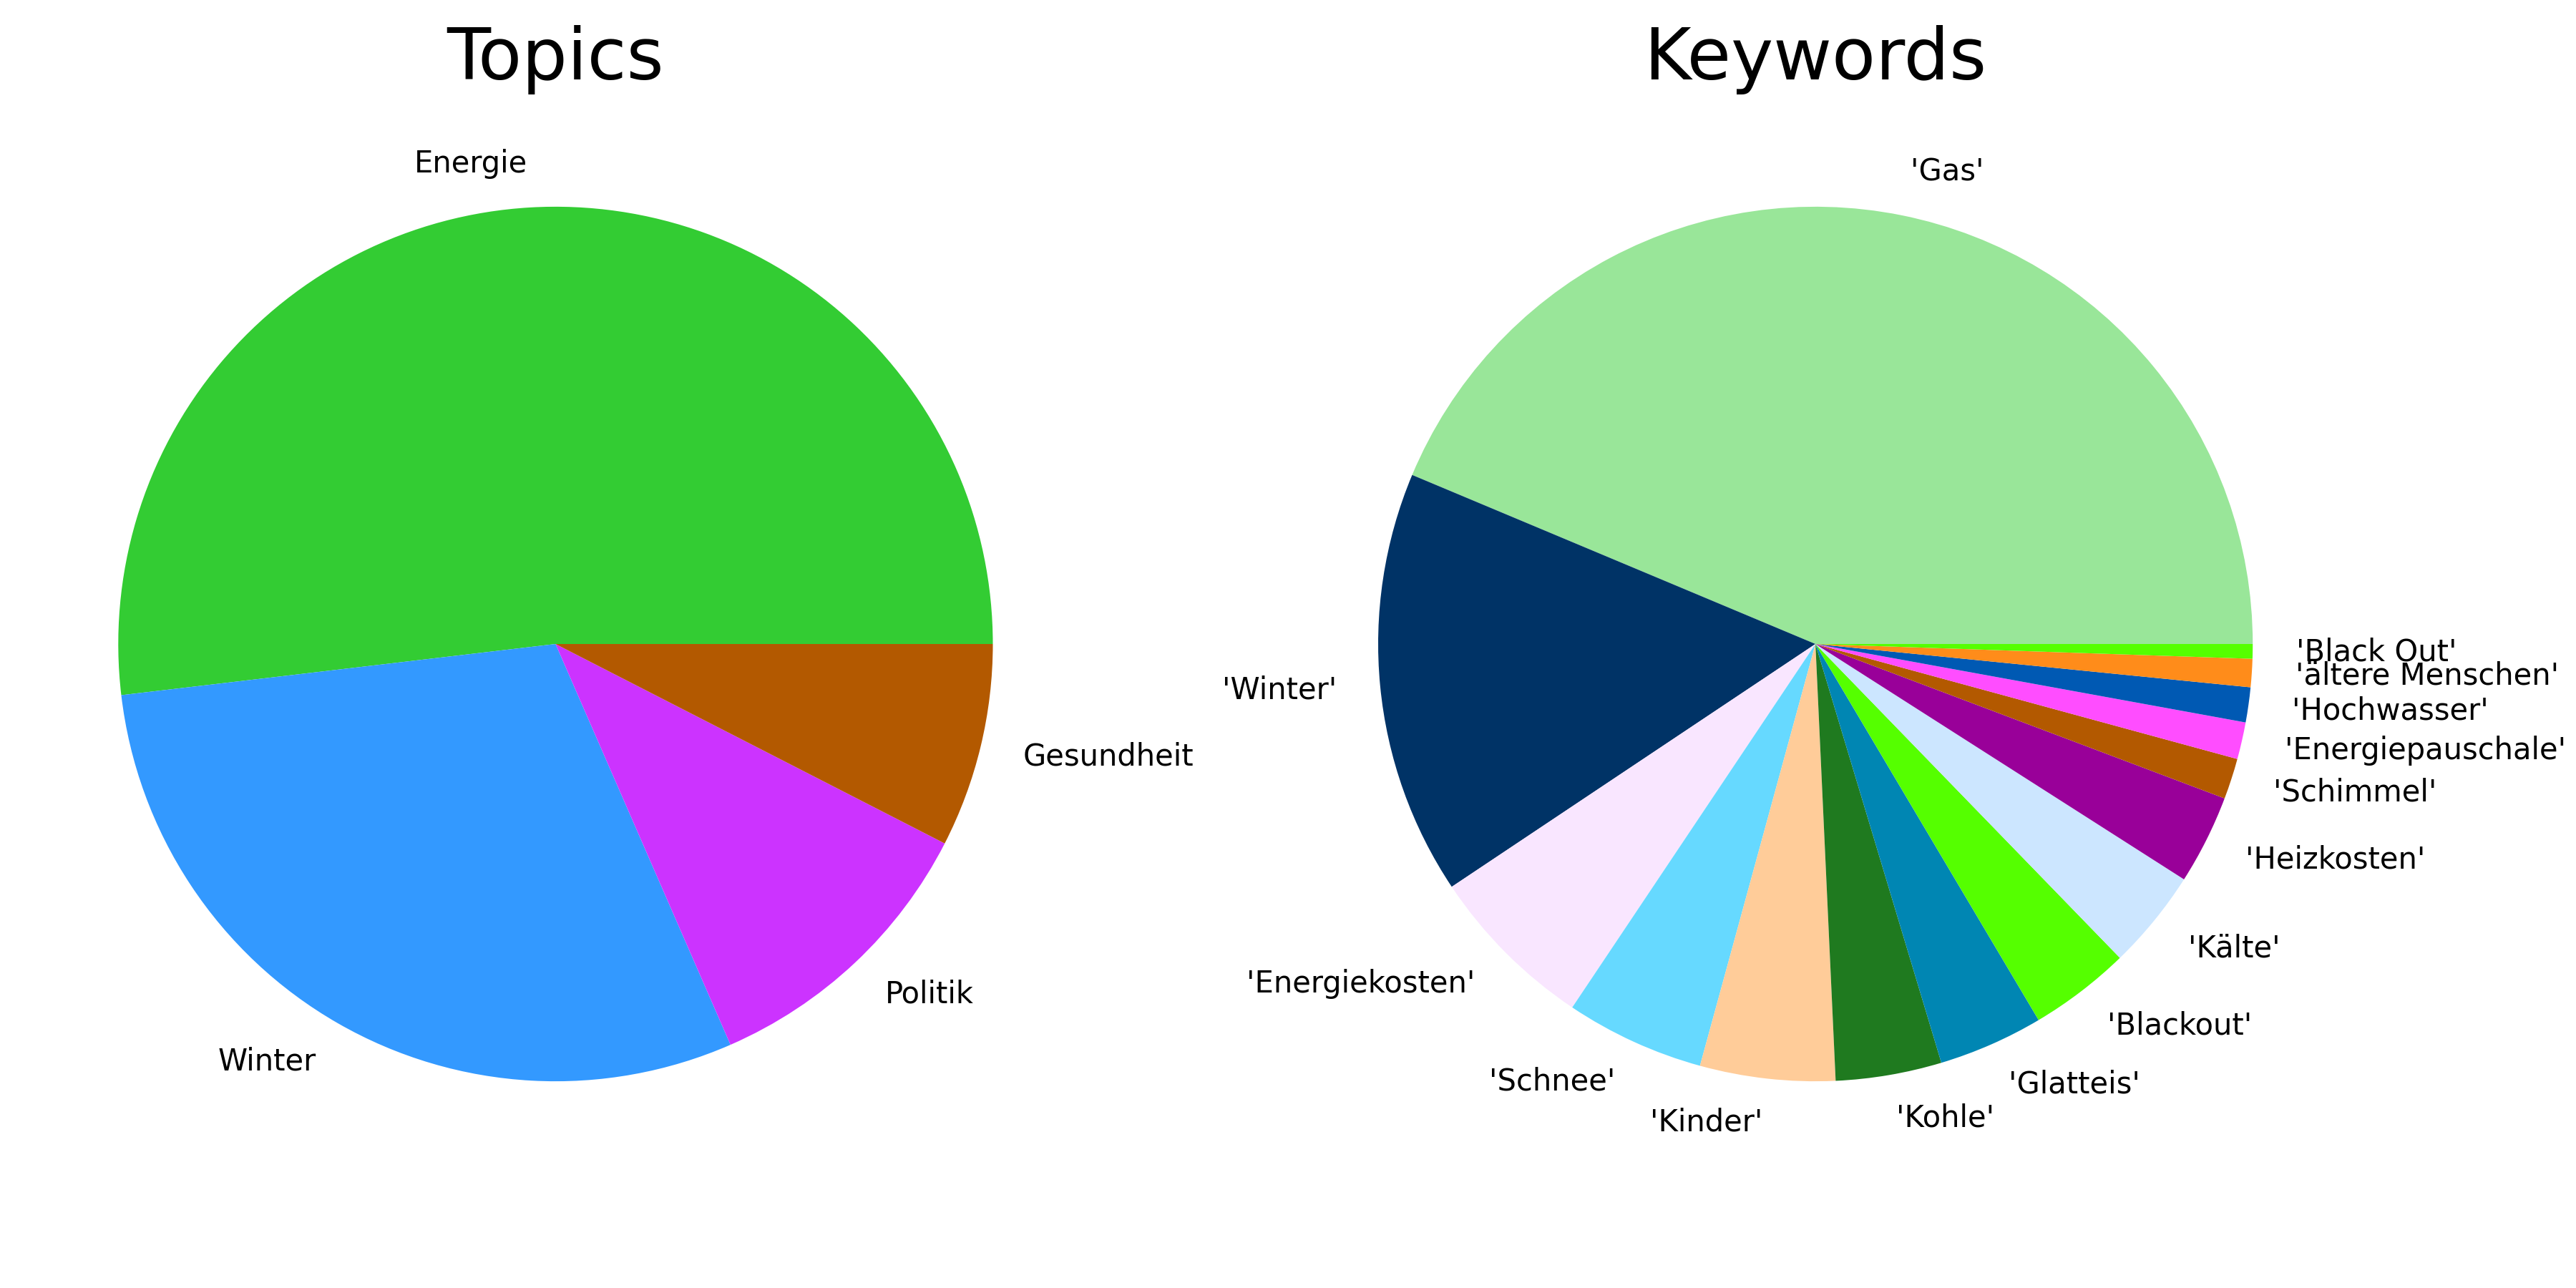 Topics
Energie
Winter
Politik
Gesundheit
Keywords
'Gas'
'Winter'
'Energiekosten'
'Schnee'
'Kinder'
'Kohle'
'Glatteis'
'Blackout'
'Kälte'
'Heizkosten'
'Schimmel'
'Energiepauschale'
'Hochwasser'
'ältere Menschen'
'Black Out'